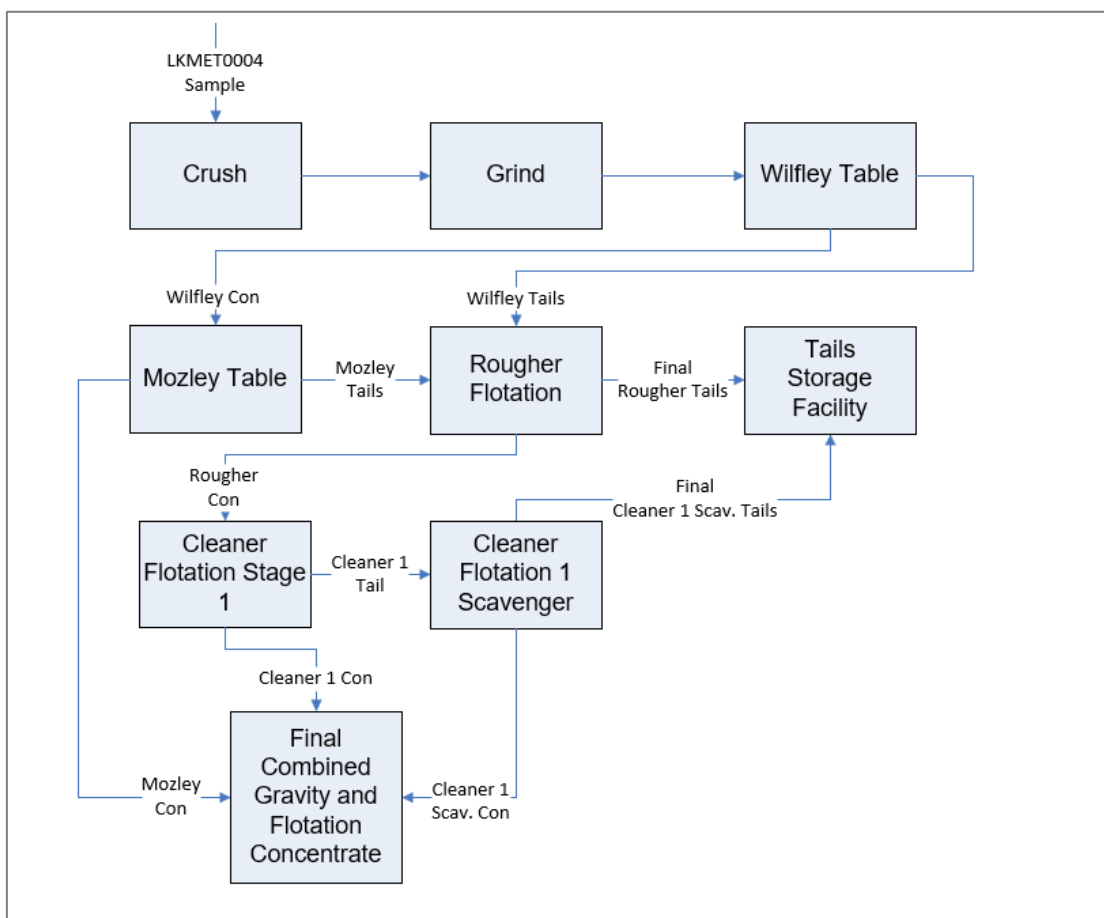 LKMET0004
Sample
Crush
Grind
Wilfley Table
Wilfley Con
Wilfley Tails
Mozley Table
Mozley
Tails
Rougher
Flotation
Final
Rougher Tails
Tails
Storage
Facility
Rougher
Con
Final
Cleaner 1 Scav. Tails
Cleaner
Flotation Stage
1
Cleaner 1
Tail
Cleaner
Flotation 1
Scavenger
Cleaner 1 Con
Mozley
Con
Final
Combined
Gravity and
Flotation
Concentrate
Cleaner 1
Scav. Con